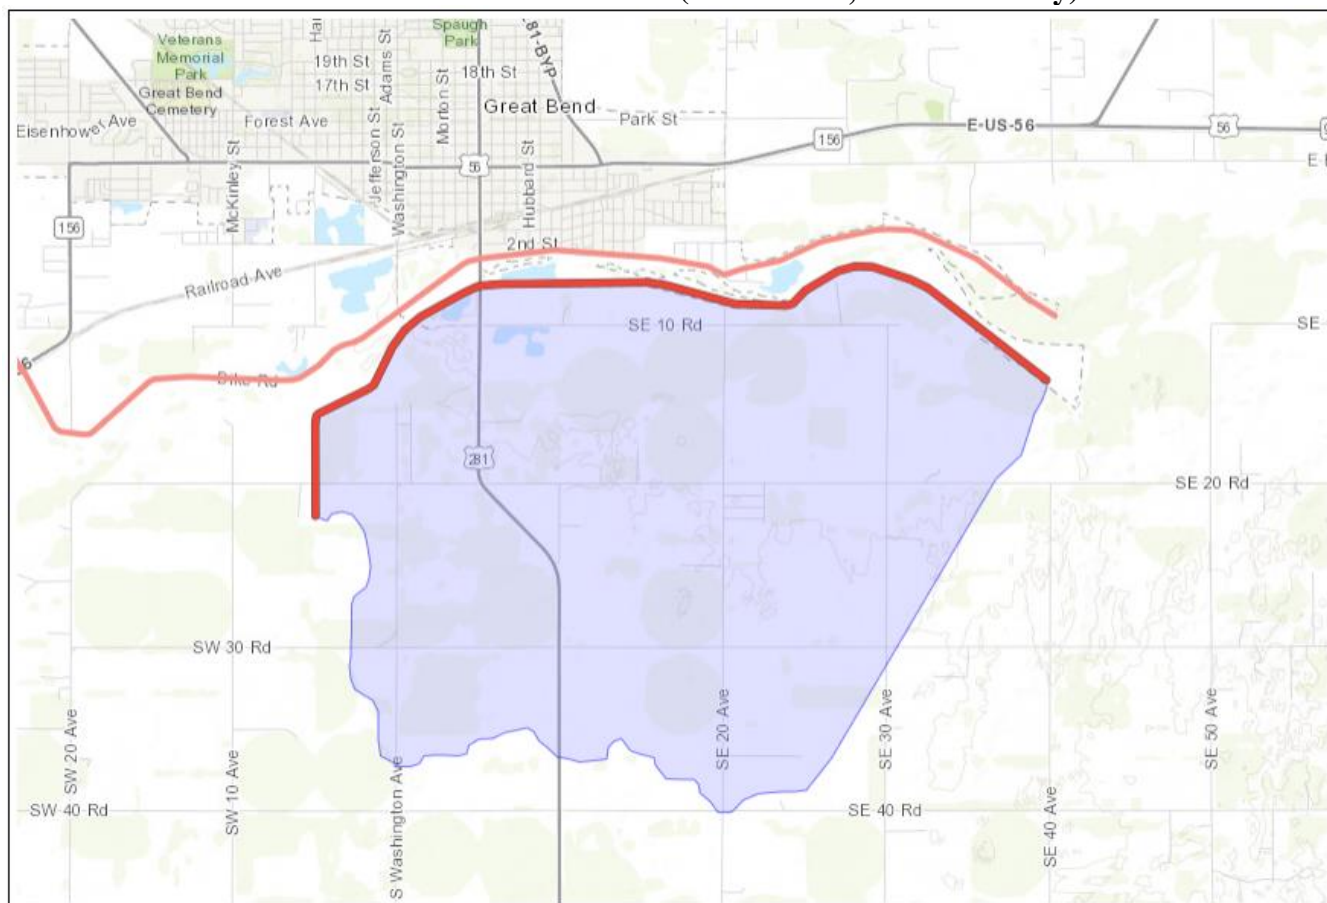 Spaugh
Park
Veterans
Memorial
Park
Great Bend
Cemetery
19th St
17th St
18th St
Adams St
Morton St
Jefferson St
Washington St
McKinley St
Hubbard St
81-BYP
Great Bend
Park St
E-US-56
156
56
56
Eisenhower Ave
Forest Ave
156
2nd St
Railroad Ave
Dike Rd
SE 10 Rd
SE
281
SE 20 Rd
SW 30 Rd
SW 20 Ave
SW 10 Ave
S Washington Ave
SE 20 Ave
SE 30 Ave
SE 40 Ave
SE 50 Ave
SW 40 Rd
SE 40 Rd